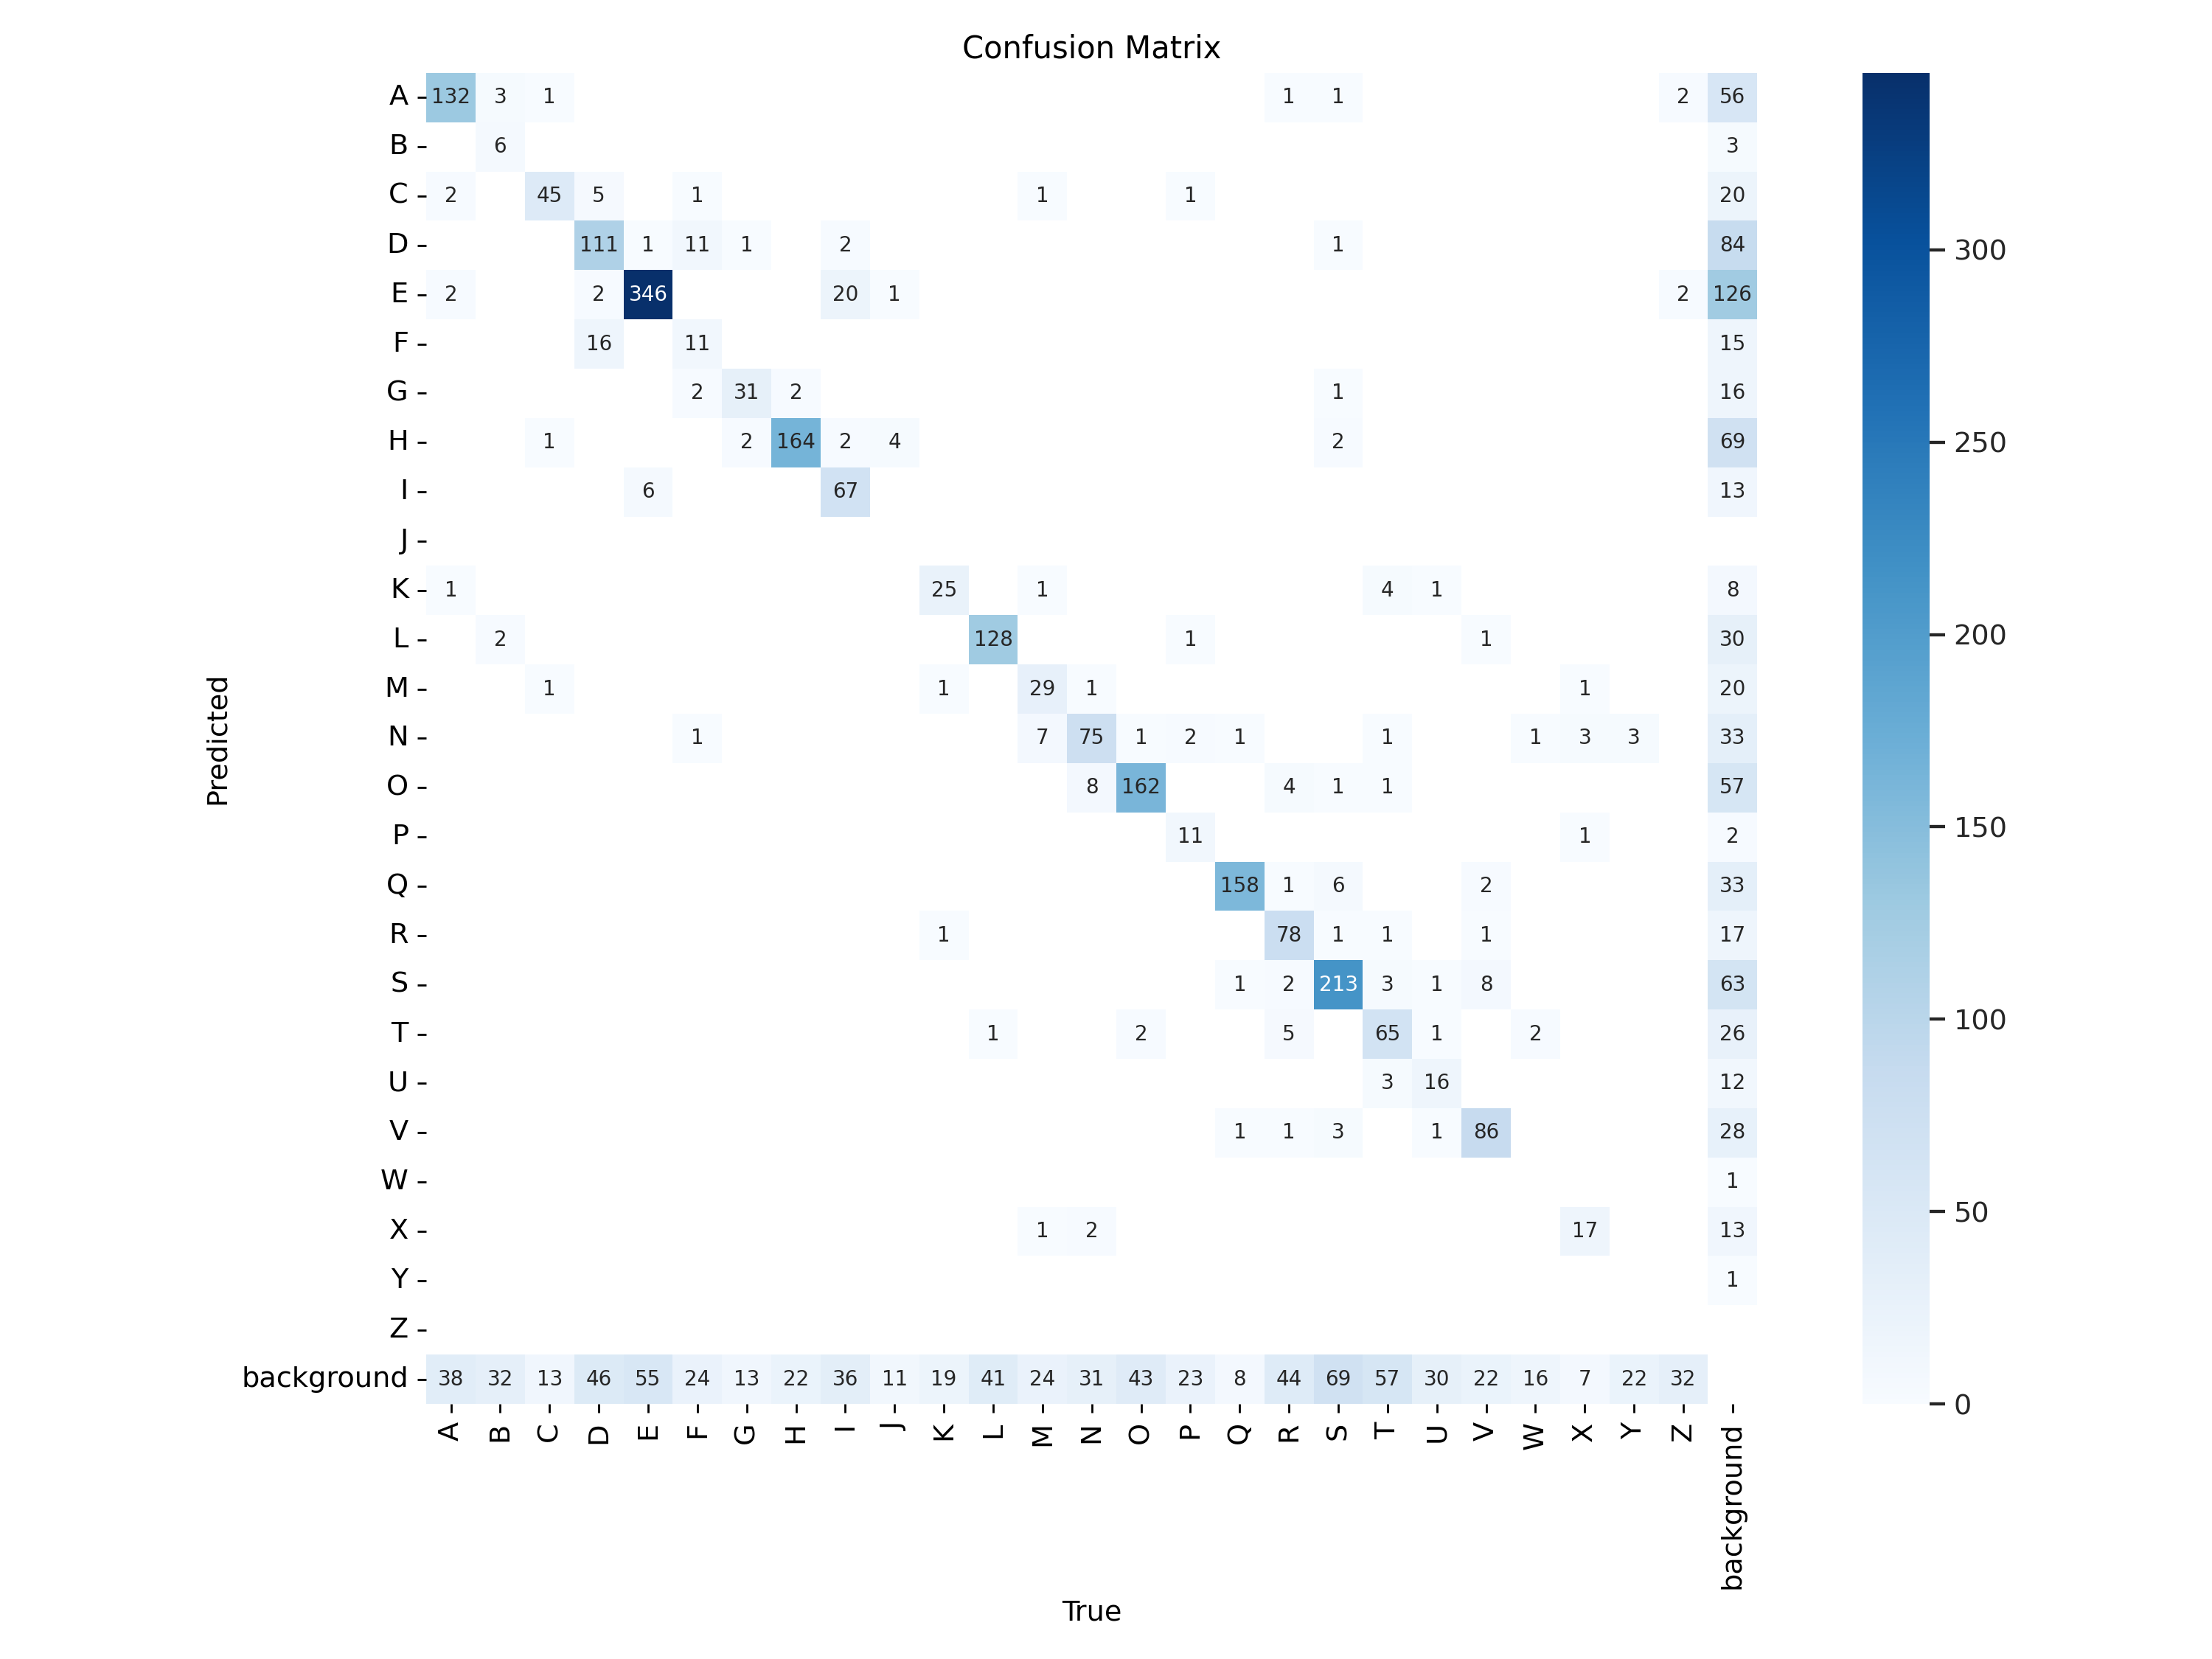 Confusion Matrix
A 132 3 1 1 1 2 56
B 6 3
C 2 45 5 1 1 1 20
D 111 1 11 1 2 1 84
E 2 2 346 20 1 2 126
F 16 11 15
G 2 31 2 1 16
H 1 2 164 2 4 2 69
I 6 67 13
J
K 1 25 1 4 1 8
L 2 128 1 1 30
M 1 1 29 1 1 20
N 1 7 75 1 2 1 1 1 3 3 33
O 8 162 4 1 1 57
P 11 1 2
Q 158 1 6 2 33
R 1 78 1 1 1 17
S 1 2 213 3 1 8 63
T 1 2 5 65 1 2 26
U 3 16 12
V 1 1 3 1 86 28
W 1
X 1 2 17 13
Y 1
Z
background 38 32 13 46 55 24 13 22 36 11 19 41 24 31 43 23 8 44 69 57 30 22 16 7 22 32
A B C D E F G H I J K L M N O P Q R S T U V W X Y Z background
True
Predicted
300
250
200
150
100
50
0